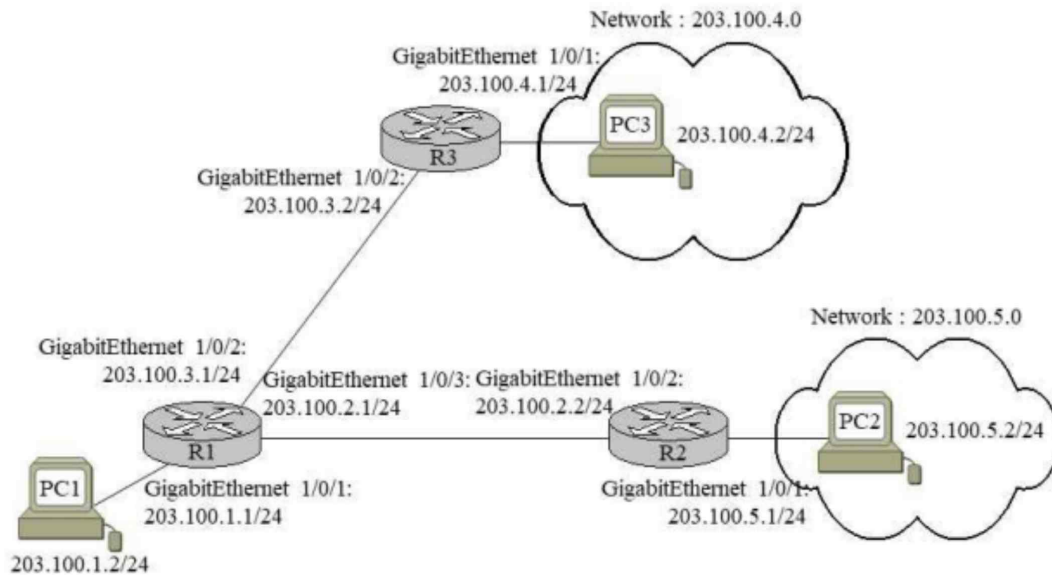 Network : 203.100.4.0
GigabitEthernet 1/0/1:
203.100.4.1/24
PC3
203.100.4.2/24
R3
GigabitEthernet 1/0/2:
203.100.3.2/24
Network : 203.100.5.0
GigabitEthernet 1/0/2:
203.100.3.1/24
GigabitEthernet 1/0/3:
203.100.2.1/24
GigabitEthernet 1/0/2:
203.100.2.2/24
PC2
203.100.5.2/24
R1
R2
PC1
GigabitEthernet 1/0/1:
203.100.1.1/24
GigabitEthernet 1/0/1:
203.100.5.1/24
203.100.1.2/24